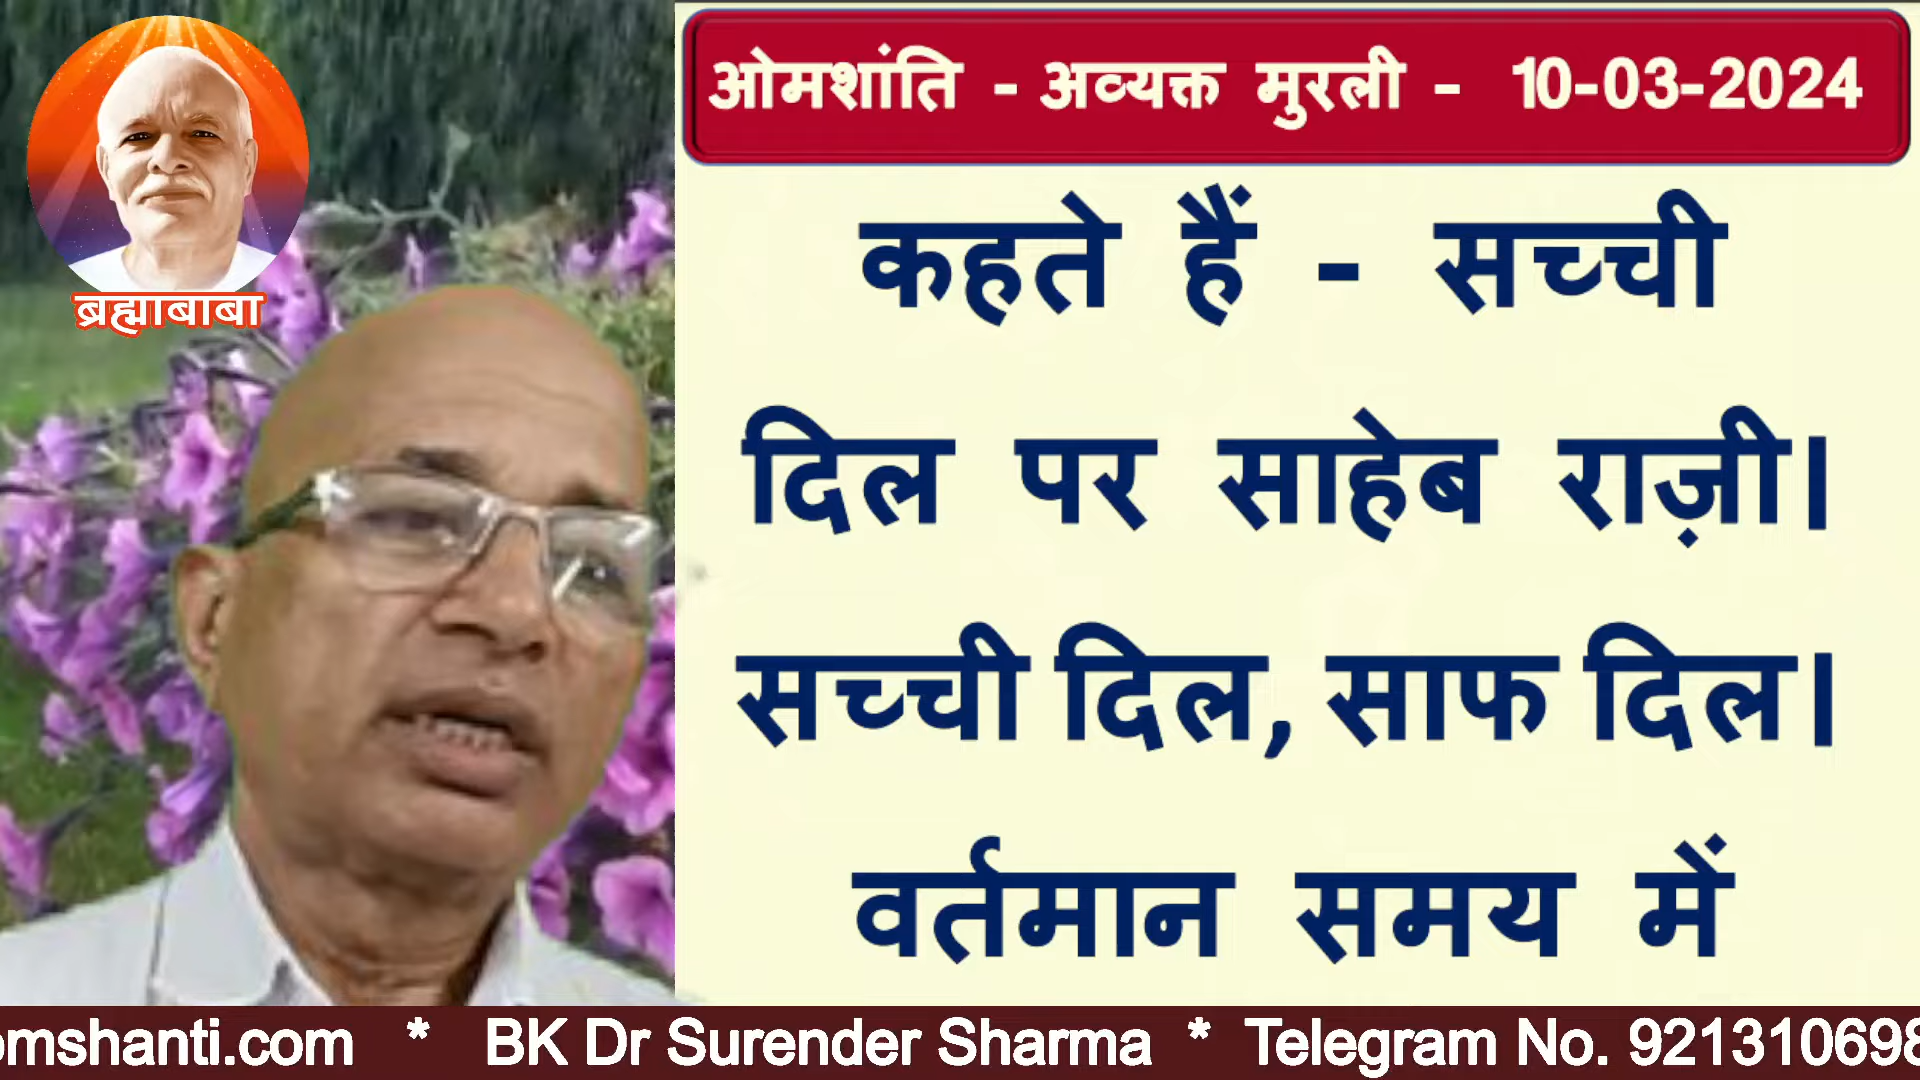 ओमशांति - अव्यक्त मुरली - 10-03-2024
ब्रह्माबाबा
कहते हैं - सच्ची
दिल पर साहेब राज़ी।
सच्ची दिल, साफ दिल।
वर्तमान समय में
omshanti.com * BK Dr Surender Sharma * Telegram No. 921310698